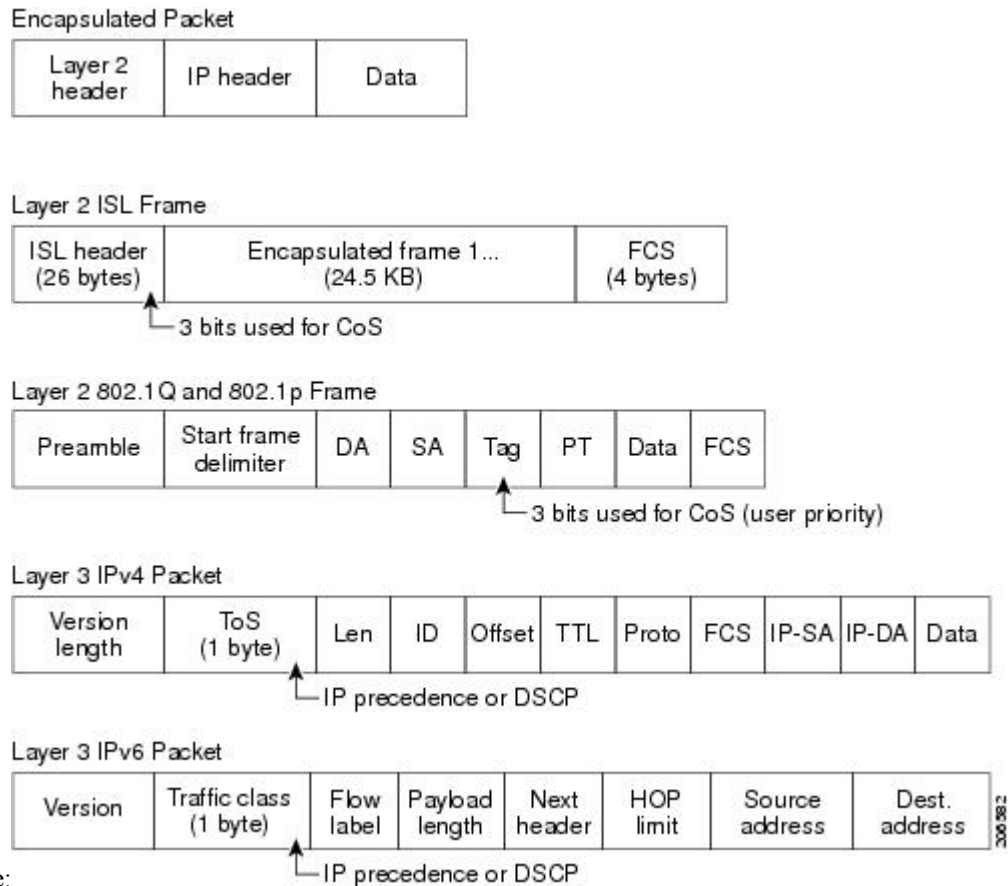 Encapsulated Packet
Layer 2
header
IP header
Data
Layer 2 ISL Frame
ISL header
(26 bytes)
Encapsulated frame 1...
(24.5 KB)
FCS
(4 bytes)
3 bits used for CoS
Layer 2 802.1Q and 802.1p Frame
Preamble
Start frame
delimiter
DA
SA
Tag
PT
Data
FCS
3 bits used for CoS (user priority)
Layer 3 IPv4 Packet
Version
length
ToS
(1 byte)
Len
ID
Offset
TTL
Proto
FCS
IP-SA
IP-DA
Data
IP precedence or DSCP
Layer 3 IPv6 Packet
Version
Traffic class
(1 byte)
Flow
label
Payload
length
Next
header
HOP
limit
Source
address
Dest.
address
IP precedence or DSCP
e: